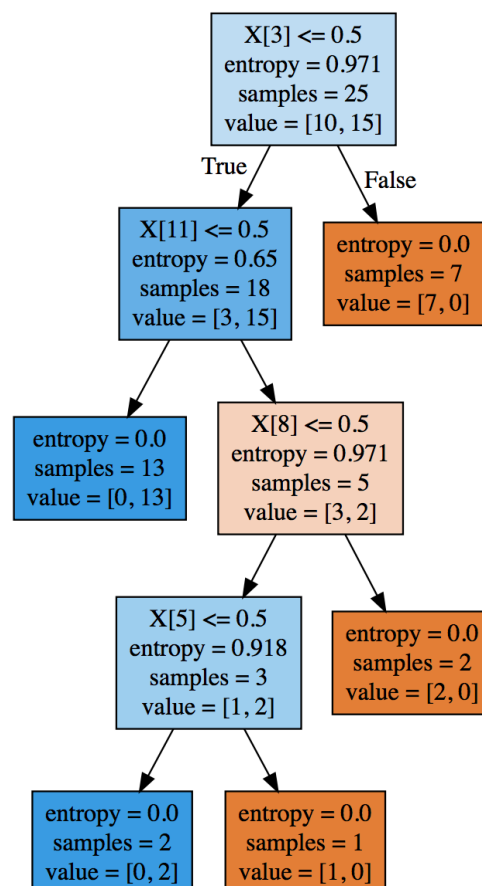 X[3] <= 0.5
entropy = 0.971
samples = 25
value = [10, 15]
True
False
X[11] <= 0.5
entropy = 0.65
samples = 18
value = [3, 15]
entropy = 0.0
samples = 7
value = [7, 0]
entropy = 0.0
samples = 13
value = [0, 13]
X[8] <= 0.5
entropy = 0.971
samples = 5
value = [3, 2]
X[5] <= 0.5
entropy = 0.918
samples = 3
value = [1, 2]
entropy = 0.0
samples = 2
value = [2, 0]
entropy = 0.0
samples = 2
value = [0, 2]
entropy = 0.0
samples = 1
value = [1, 0]